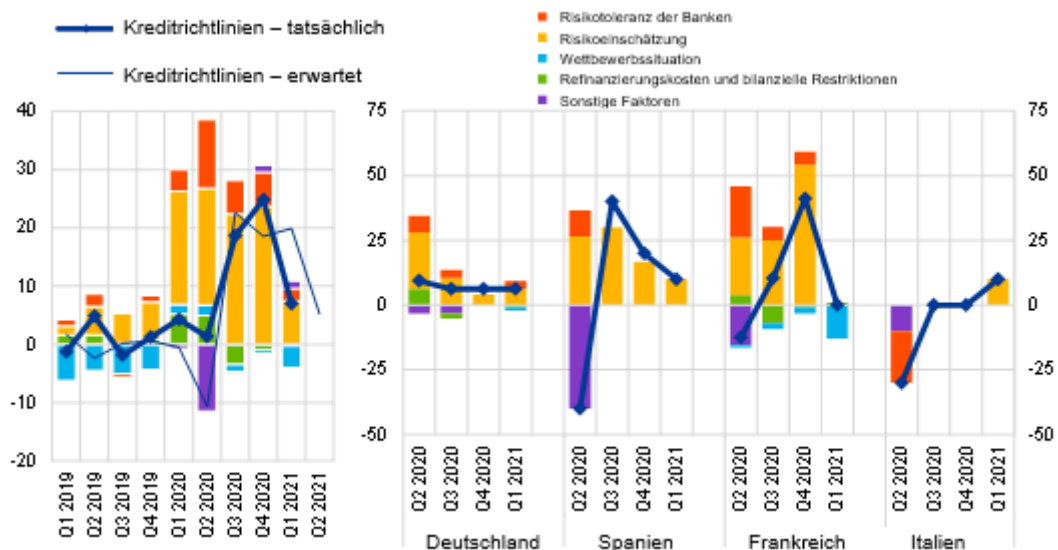 Kreditrichtlinien – tatsächlich
Kreditrichtlinien – erwartet
Risikotoleranz der Banken
Risikoeinschätzung
Wettbewerbssituation
Refinanzierungskosten und bilanzielle Restriktionen
Sonstige Faktoren
40
30
20
10
0
-10
-20
Q1 2019
Q2 2019
Q3 2019
Q4 2019
Q1 2020
Q2 2020
Q3 2020
Q4 2020
Q1 2021
Q2 2021
75
50
25
0
-25
-50
75
50
25
0
-25
-50
Q2 2020
Q3 2020
Q4 2020
Q1 2021
Q2 2020
Q3 2020
Q4 2020
Q1 2021
Q2 2020
Q3 2020
Q4 2020
Q1 2021
Q2 2020
Q3 2020
Q4 2020
Q1 2021
Deutschland
Spanien
Frankreich
Italien